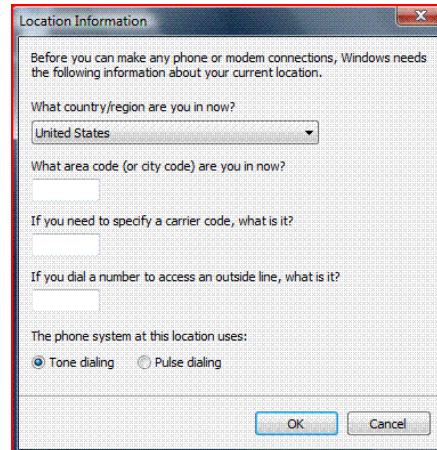 Location Information
Before you can make any phone or modem connections, Windows needs
the following information about your current location.
What country/region are you in now?
United States
What area code (or city code) are you in now?
If you need to specify a carrier code, what is it?
If you dial a number to access an outside line, what is it?
The phone system at this location uses:
Tone dialing Pulse dialing
OK Cancel